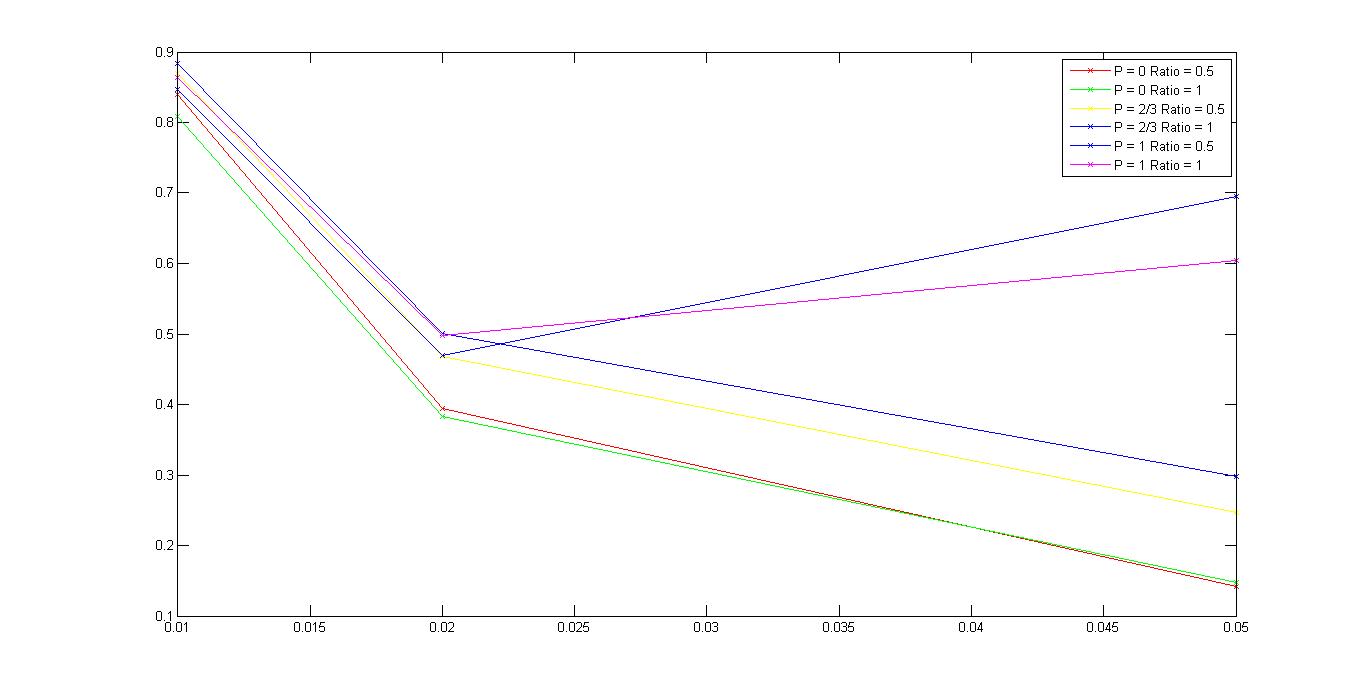 0.9
0.8
0.7
0.6
0.5
0.4
0.3
0.2
0.1
0.01 0.015 0.02 0.025 0.03 0.035 0.04 0.045 0.05
P = 0 Ratio = 0.5
P = 0 Ratio = 1
P = 2/3 Ratio = 0.5
P = 2/3 Ratio = 1
P = 1 Ratio = 0.5
P = 1 Ratio = 1